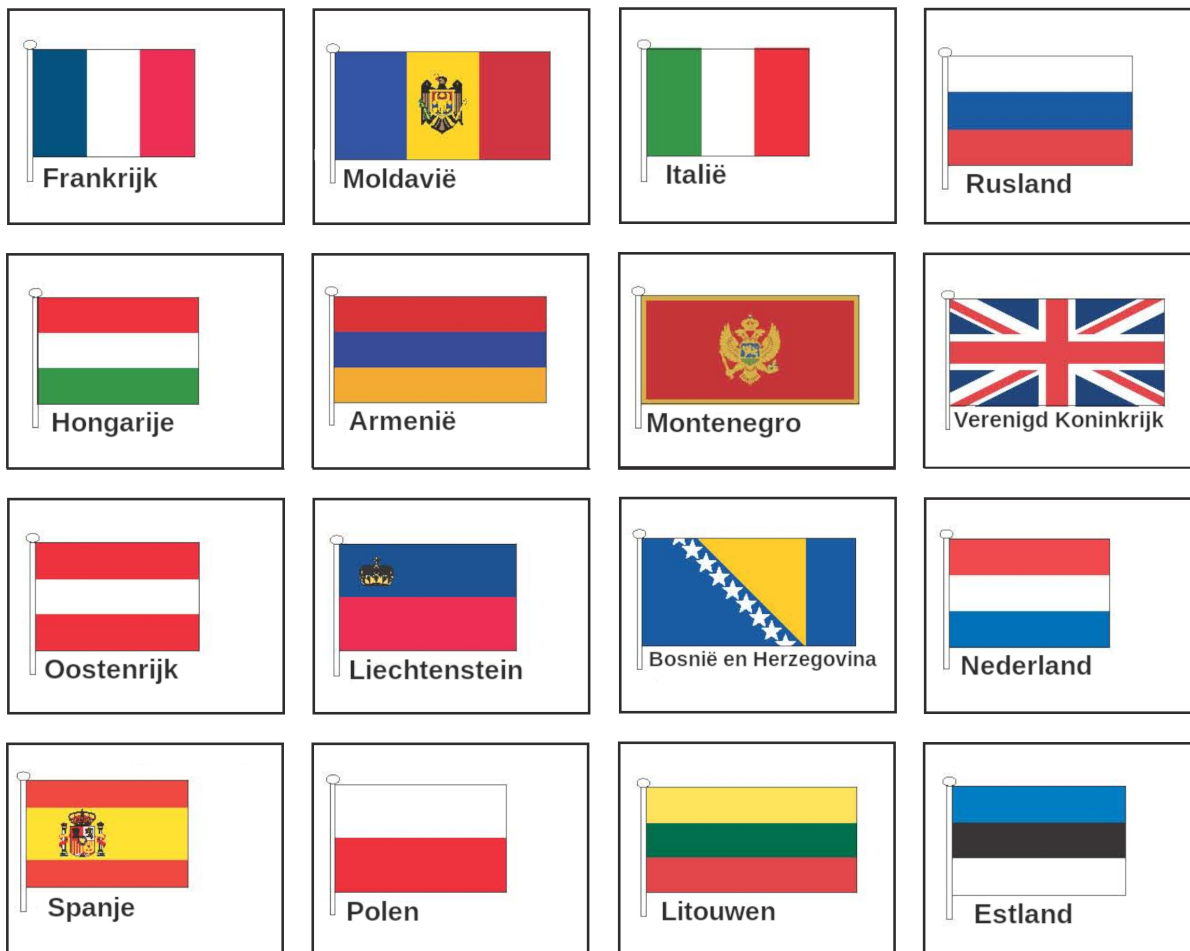 Frankrijk
Moldavië
Italië
Rusland
Hongarije
Armenië
Montenegro
Verenigd Koninkrijk
Oostenrijk
Liechtenstein
Bosnië en Herzegovina
Nederland
Spanje
Polen
Litouwen
Estland